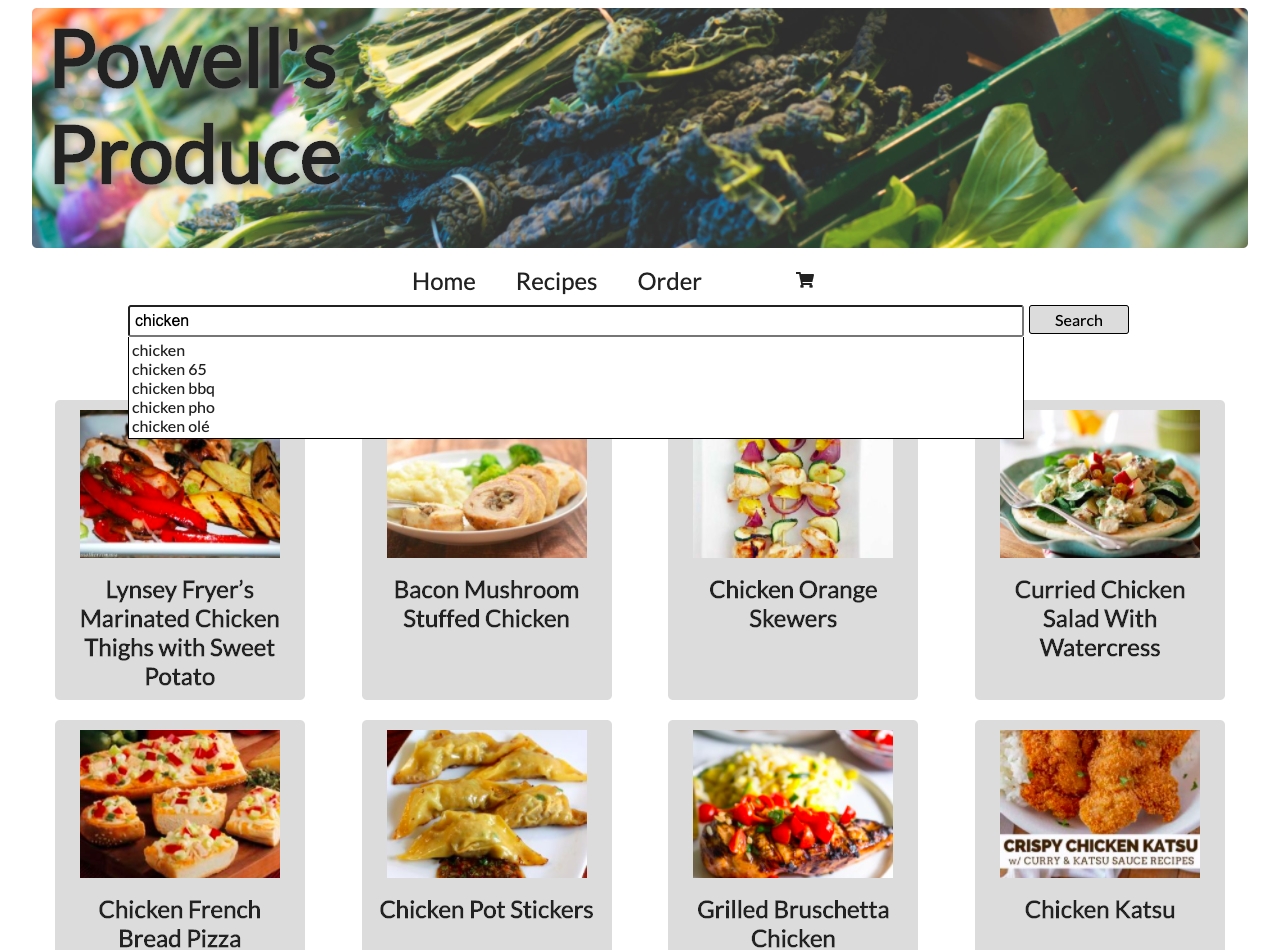 Powell's
Produce
Home Recipes Order
chicken Search
chicken
chicken 65
chicken bbq
chicken pho
chicken olé
Lynsey Fryer’s
Marinated Chicken
Thighs with Sweet
Potato
Bacon Mushroom
Stuffed Chicken
Chicken Orange
Skewers
Curried Chicken
Salad With
Watercress
CRISPY CHICKEN KATSU
W/ CURRY & KATSU SAUCE RECIPES
Chicken French
Bread Pizza
Chicken Pot Stickers
Grilled Bruschetta
Chicken
Chicken Katsu